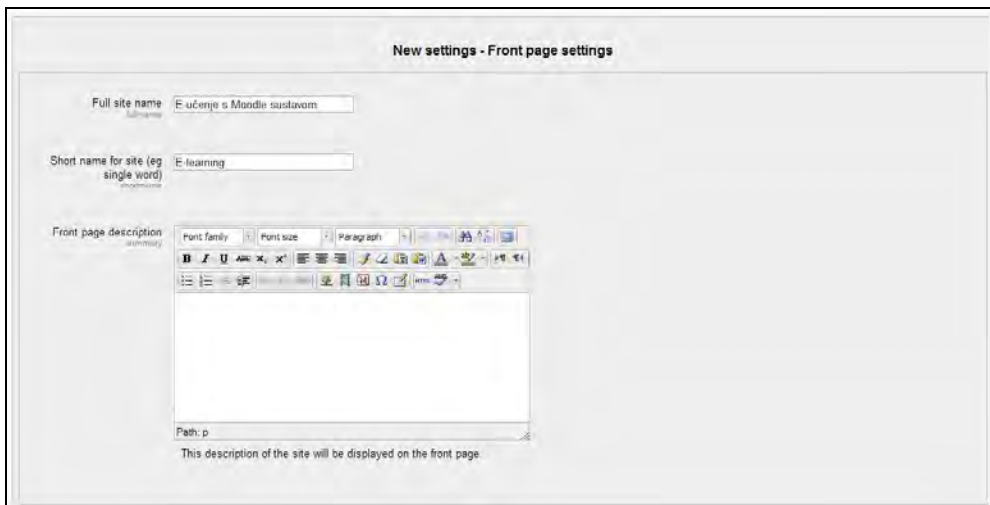 New settings - Front page settings
Full site name
E-učenje s Moodle sustavom
fullname
Short name for site (eg
E-learning
single word)
shortname
Front page description
summary
Font family
Font size
Paragraph
B I U ABC
HTML
Path: p
This description of the site will be displayed on the front page.